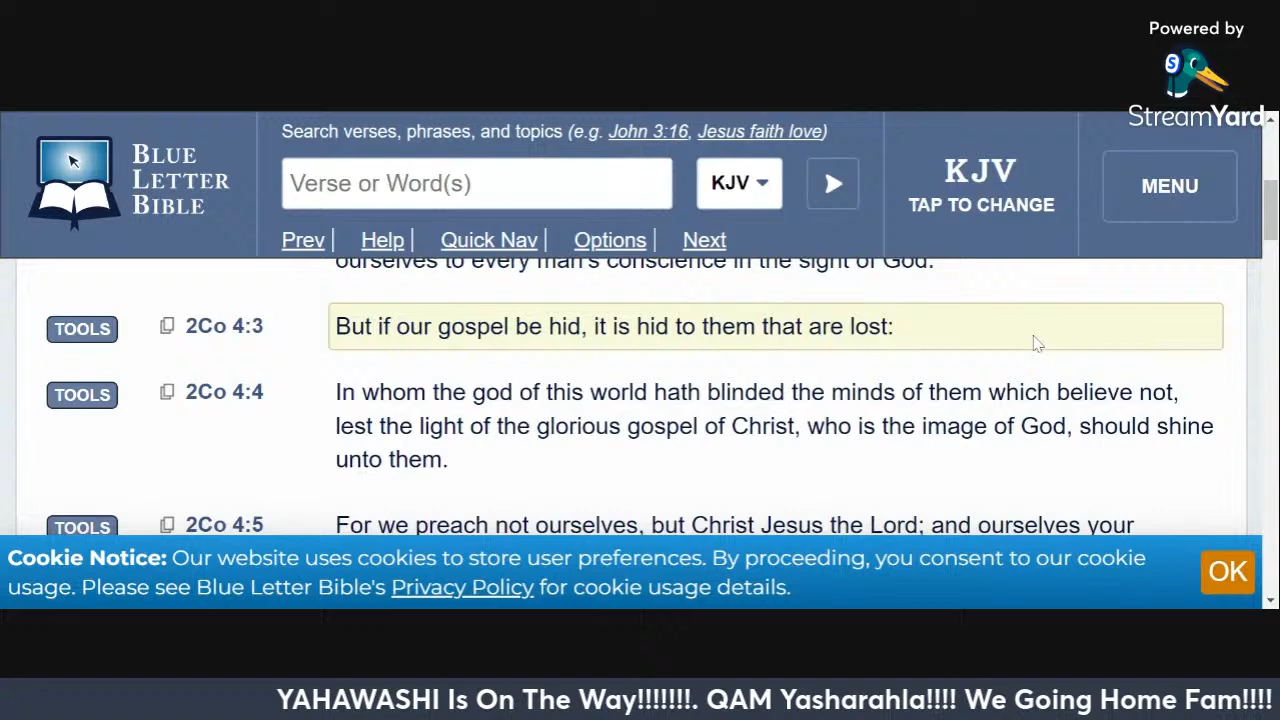 Powered by
StreamYard
Search verses, phrases, and topics (e.g. John 3:16, Jesus faith love)
BLUE
LETTER
BIBLE
Verse or Word(s)
KJV
KJV
TAP TO CHANGE
MENU
Prev | Help | Quick Nav | Options | Next
ourselves to every man's conscience in the sight of God.
TOOLS 2Co 4:3 But if our gospel be hid, it is hid to them that are lost:
TOOLS 2Co 4:4 In whom the god of this world hath blinded the minds of them which believe not,
lest the light of the glorious gospel of Christ, who is the image of God, should shine
unto them.
TOOLS 2Co 4:5 For we preach not ourselves, but Christ Jesus the Lord; and ourselves your
Cookie Notice: Our website uses cookies to store user preferences. By proceeding, you consent to our cookie
usage. Please see Blue Letter Bible's Privacy Policy for cookie usage details.
OK
YAHAWASHI Is On The Way!!!!!!!. QAM Yasharahla!!!! We Going Home Fam!!!!